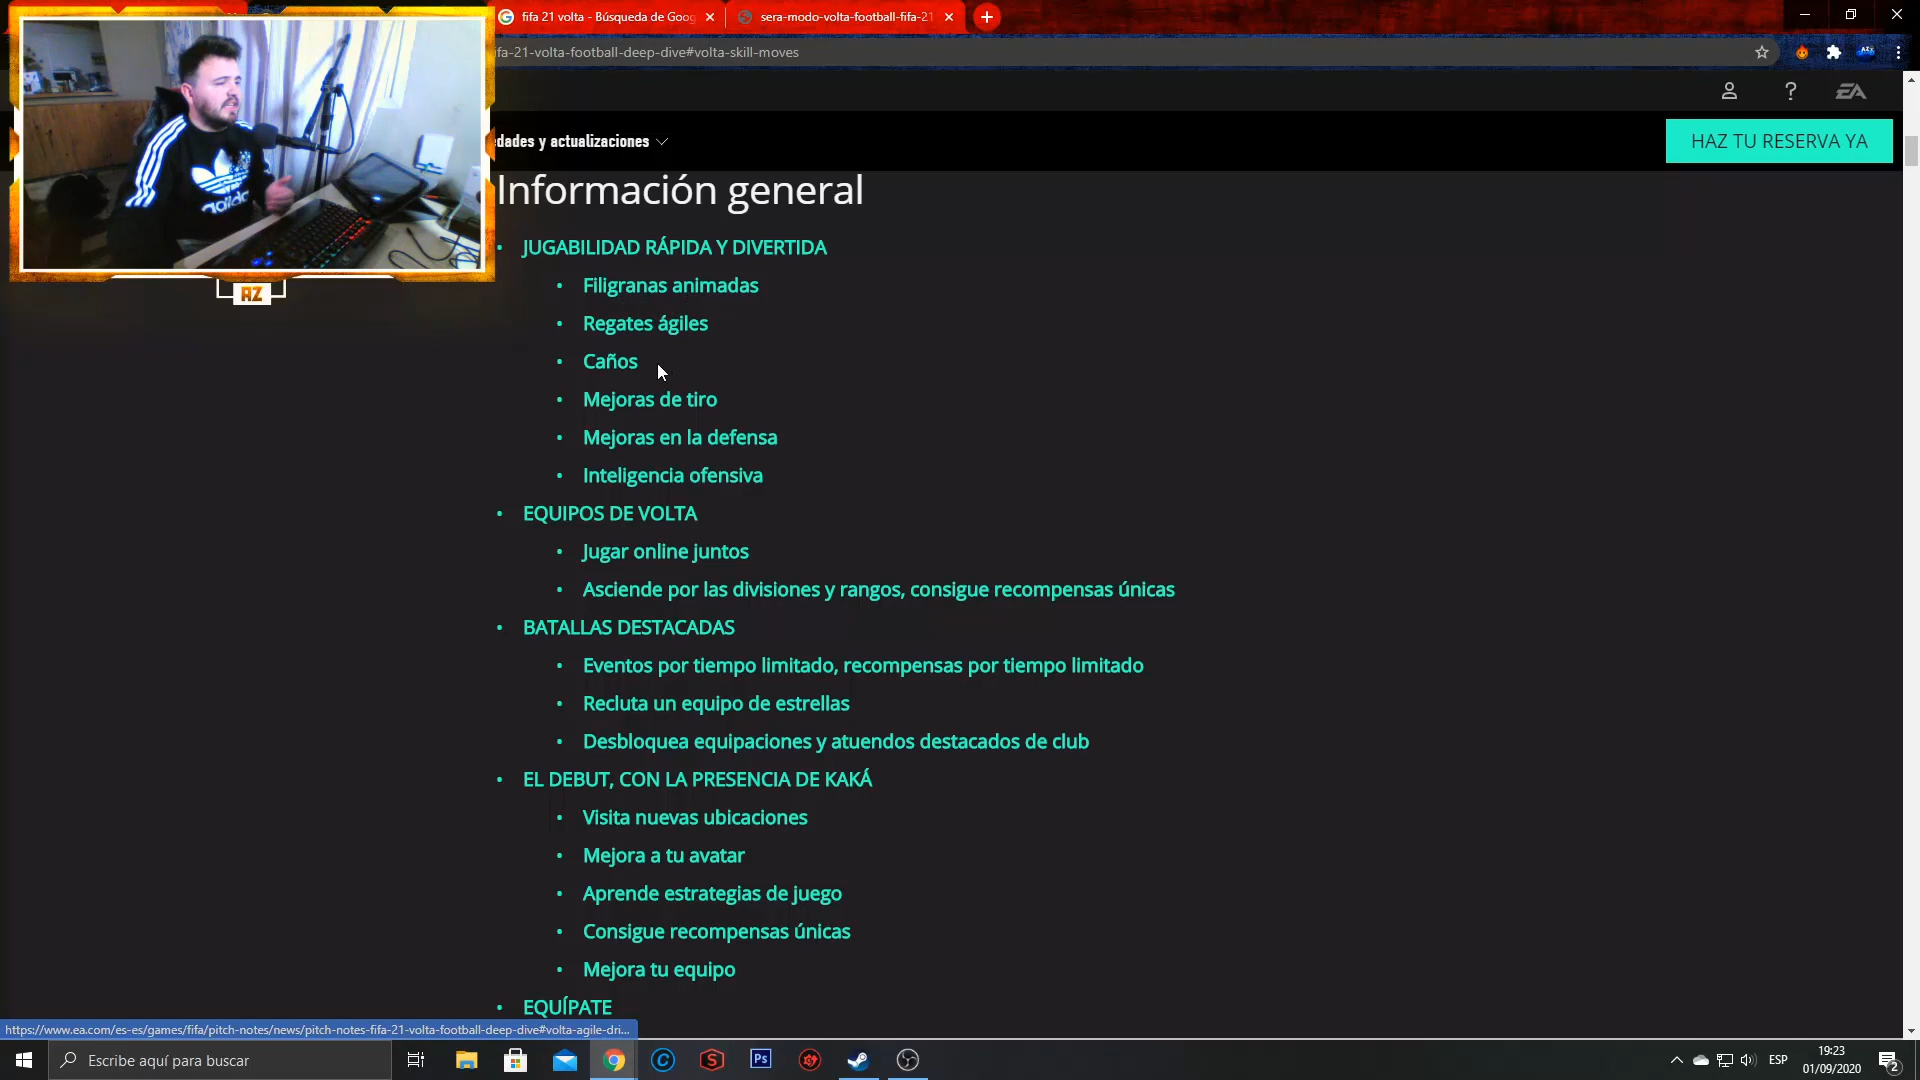 fifa 21 volta - Búsqueda de Goog
sera-modo-volta-football-fifa-21
fa-21-volta-football-deep-dive#volta-skill-moves
EA
edades y actualizaciones
HAZ TU RESERVA YA
Información general
JUGABILIDAD RÁPIDA Y DIVERTIDA
Filigranas animadas
Regates ágiles
Caños
Mejoras de tiro
Mejoras en la defensa
Inteligencia ofensiva
EQUIPOS DE VOLTA
Jugar online juntos
Asciende por las divisiones y rangos, consigue recompensas únicas
BATALLAS DESTACADAS
Eventos por tiempo limitado, recompensas por tiempo limitado
Recluta un equipo de estrellas
Desbloquea equipaciones y atuendos destacados de club
EL DEBUT, CON LA PRESENCIA DE KAKÁ
Visita nuevas ubicaciones
Mejora a tu avatar
Aprende estrategias de juego
Consigue recompensas únicas
Mejora tu equipo
EQUÍPATE
adidas
AZ
https://www.ea.com/es-es/games/fifa/pitch-notes/news/pitch-notes-fifa-21-volta-football-deep-dive#volta-agile-dri...
Escribe aquí para buscar
Ps
ESP
19:23
01/09/2020
2